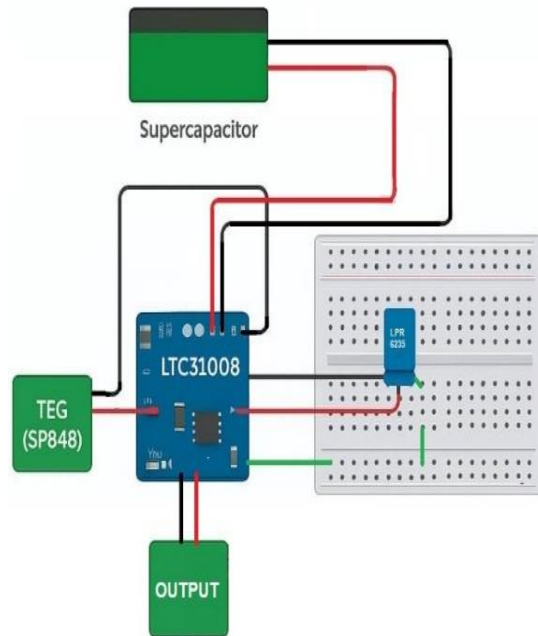 Supercapacitor
LTC31008
LPR
6235
TEG
(SP848)
OUTPUT